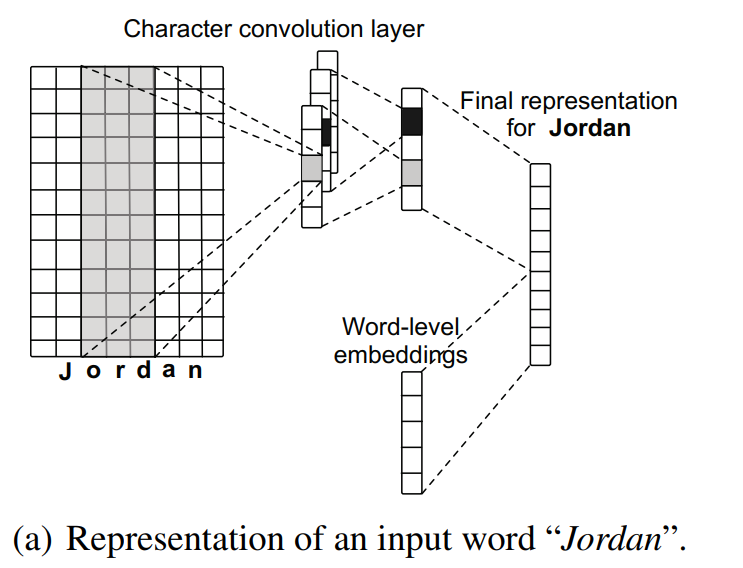 Character convolution layer
Final representation
for Jordan
J o r d a n
Word-level
embeddings
(a) Representation of an input word “Jordan”.